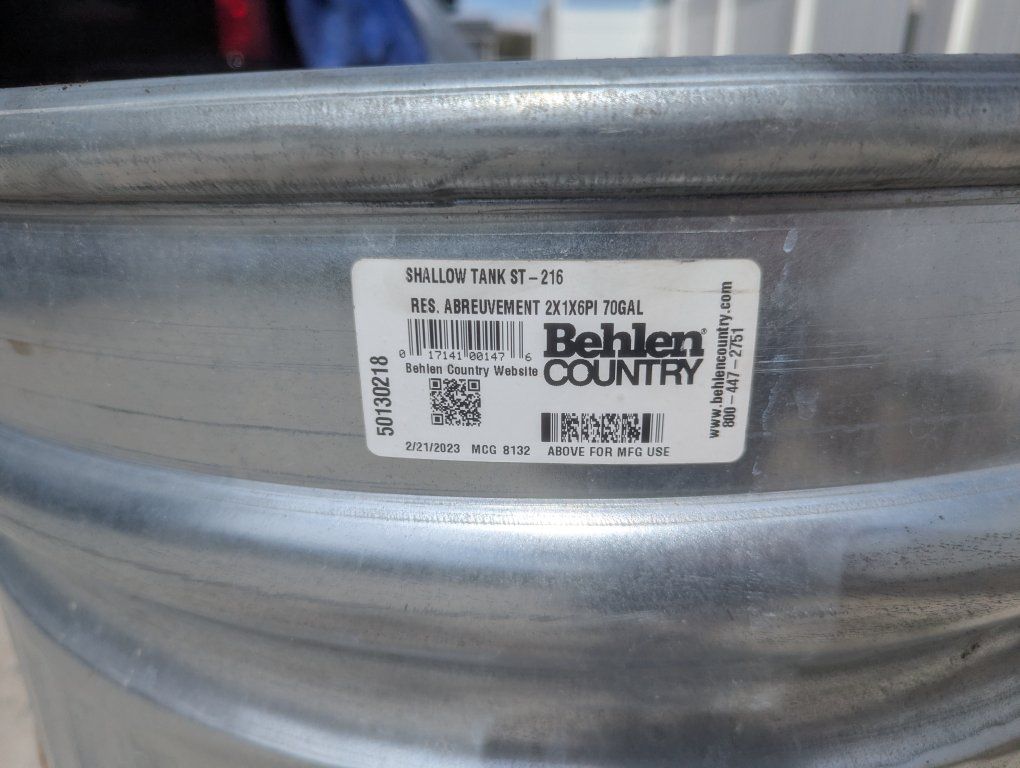 SHALLOW TANK ST-216
RES. ABREUVEMENT 2X1X6PI 70GAL
0 17141 00147 6
Behlen Country Website
Behlen®
COUNTRY
50130218
www.behlencountry.com
800-447-2751
2/21/2023 MCG 8132
ABOVE FOR MFG USE